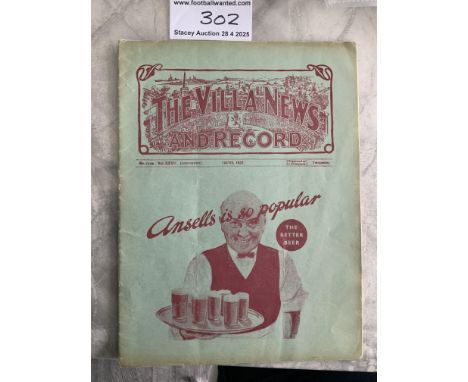 www.footballwanted.com
302
Stacey Auction 28 4 2025
THE VILLA NEWS
AND RECORD
Twopence.
Ansells is so popular
THE
BETTER
BEER